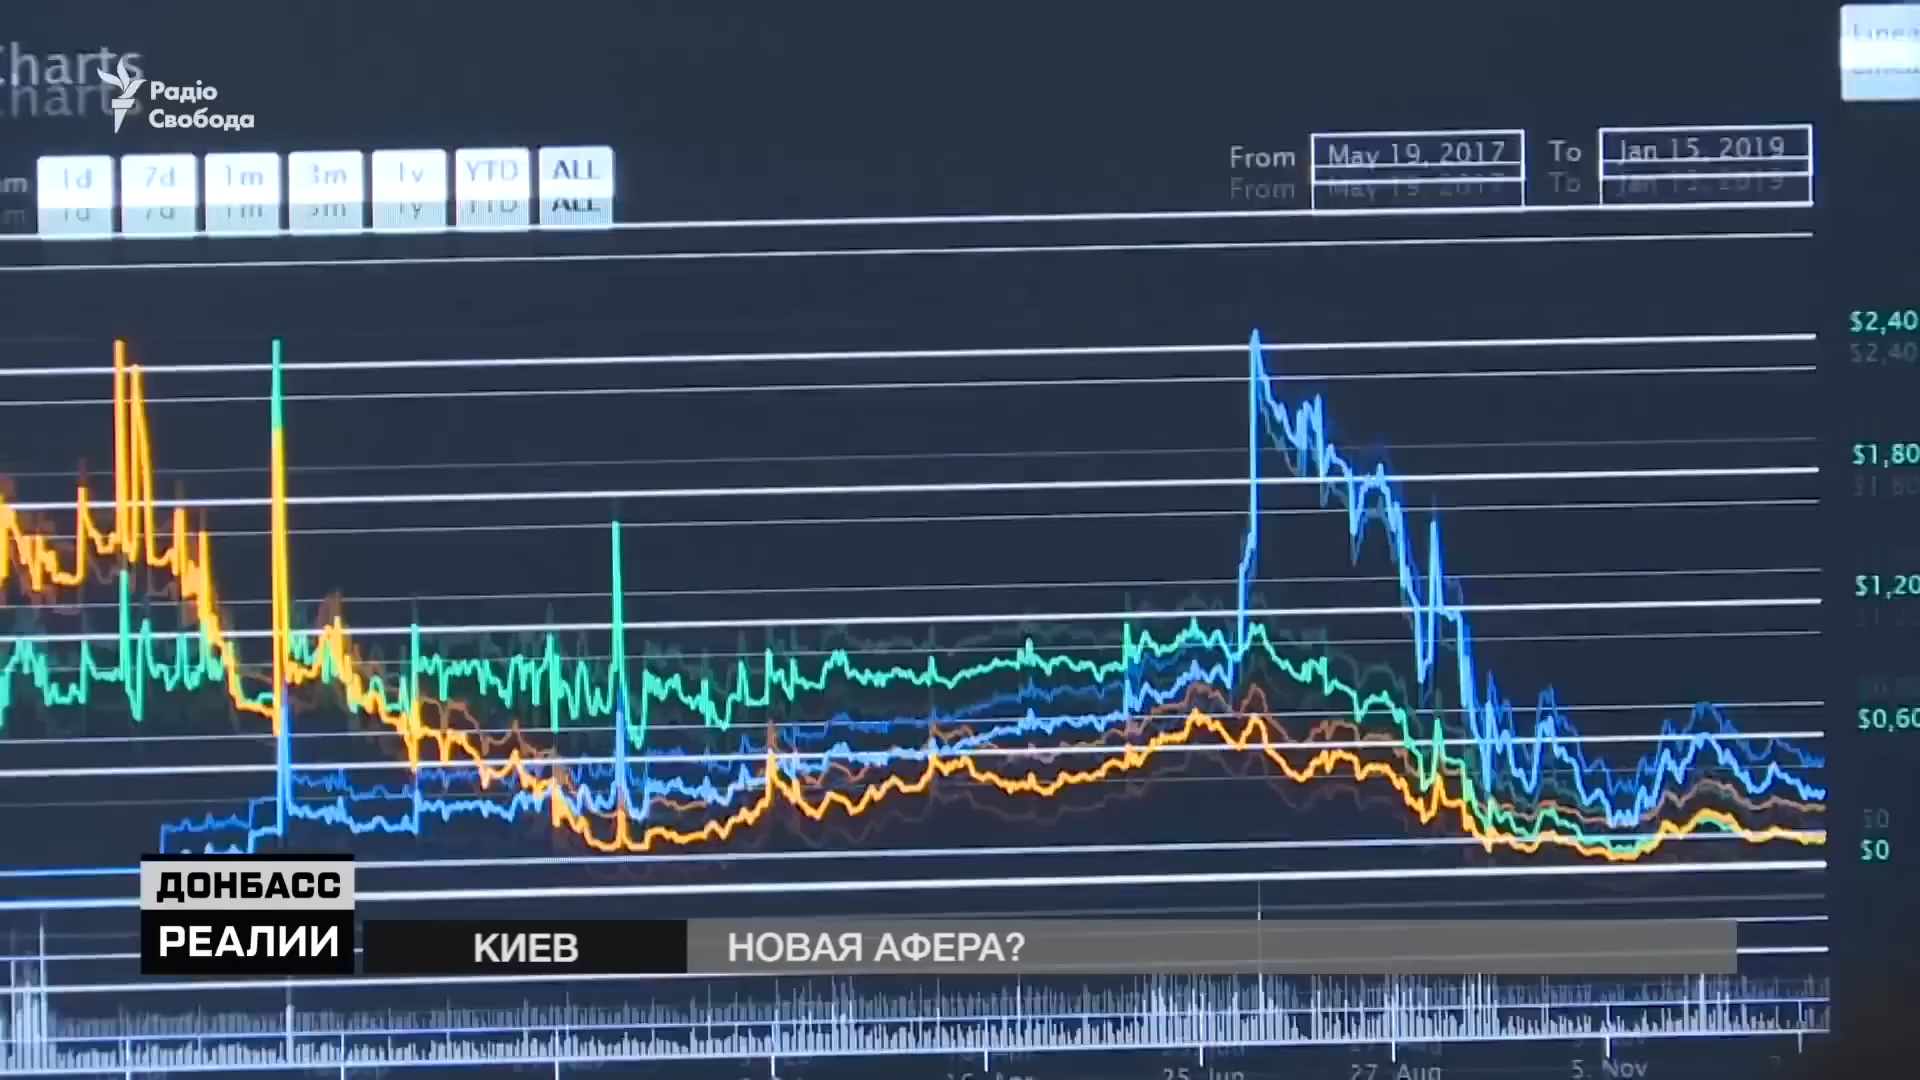 Charts
Радіо
Свобода
1d 7d 1m 3m 1y YTD ALL
From May 19, 2017 To Jan 15, 2019
$2,40
$1,80
$1,20
$0,60
$0
ДОНБАСС
РЕАЛИИ
КИЕВ
НОВАЯ АФЕРА?
25. Jun 27. Aug 5. Nov